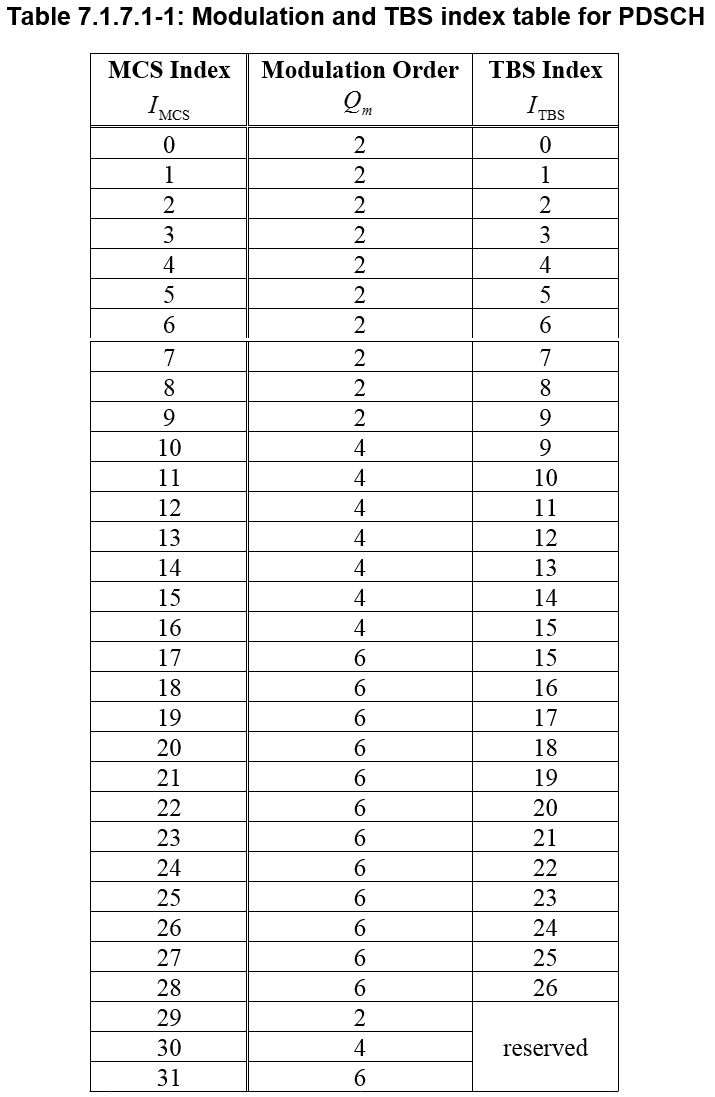 Table 7.1.7.1-1: Modulation and TBS index table for PDSCH
MCS Index Modulation Order TBS Index
I MCS Q m I TBS
0 2 0
1 2 1
2 2 2
3 2 3
4 2 4
5 2 5
6 2 6
7 2 7
8 2 8
9 2 9
10 4 9
11 4 10
12 4 11
13 4 12
14 4 13
15 4 14
16 4 15
17 6 15
18 6 16
19 6 17
20 6 18
21 6 19
22 6 20
23 6 21
24 6 22
25 6 23
26 6 24
27 6 25
28 6 26
29 2
30 4 reserved
31 6